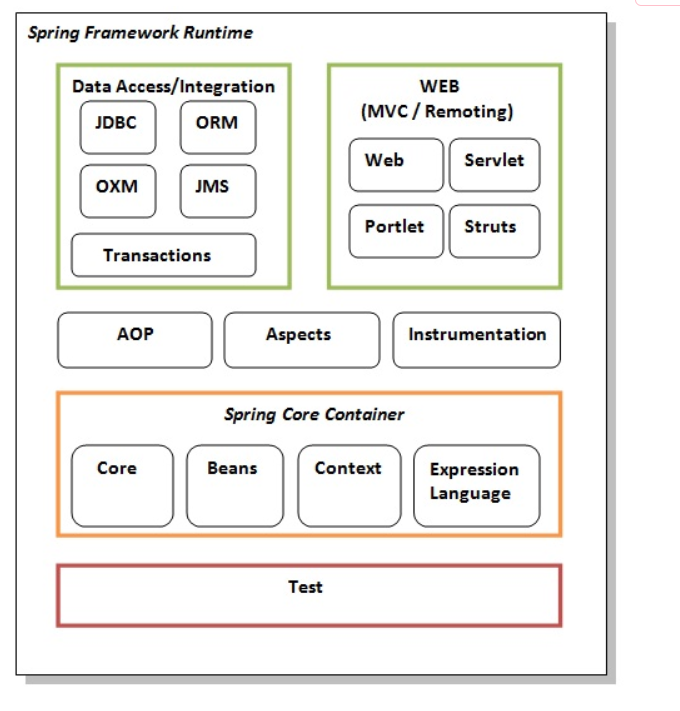 Spring Framework Runtime
Data Access/Integration
JDBC
ORM
OXM
JMS
Transactions
WEB
(MVC / Remoting)
Web
Servlet
Portlet
Struts
AOP
Aspects
Instrumentation
Spring Core Container
Core
Beans
Context
Expression
Language
Test